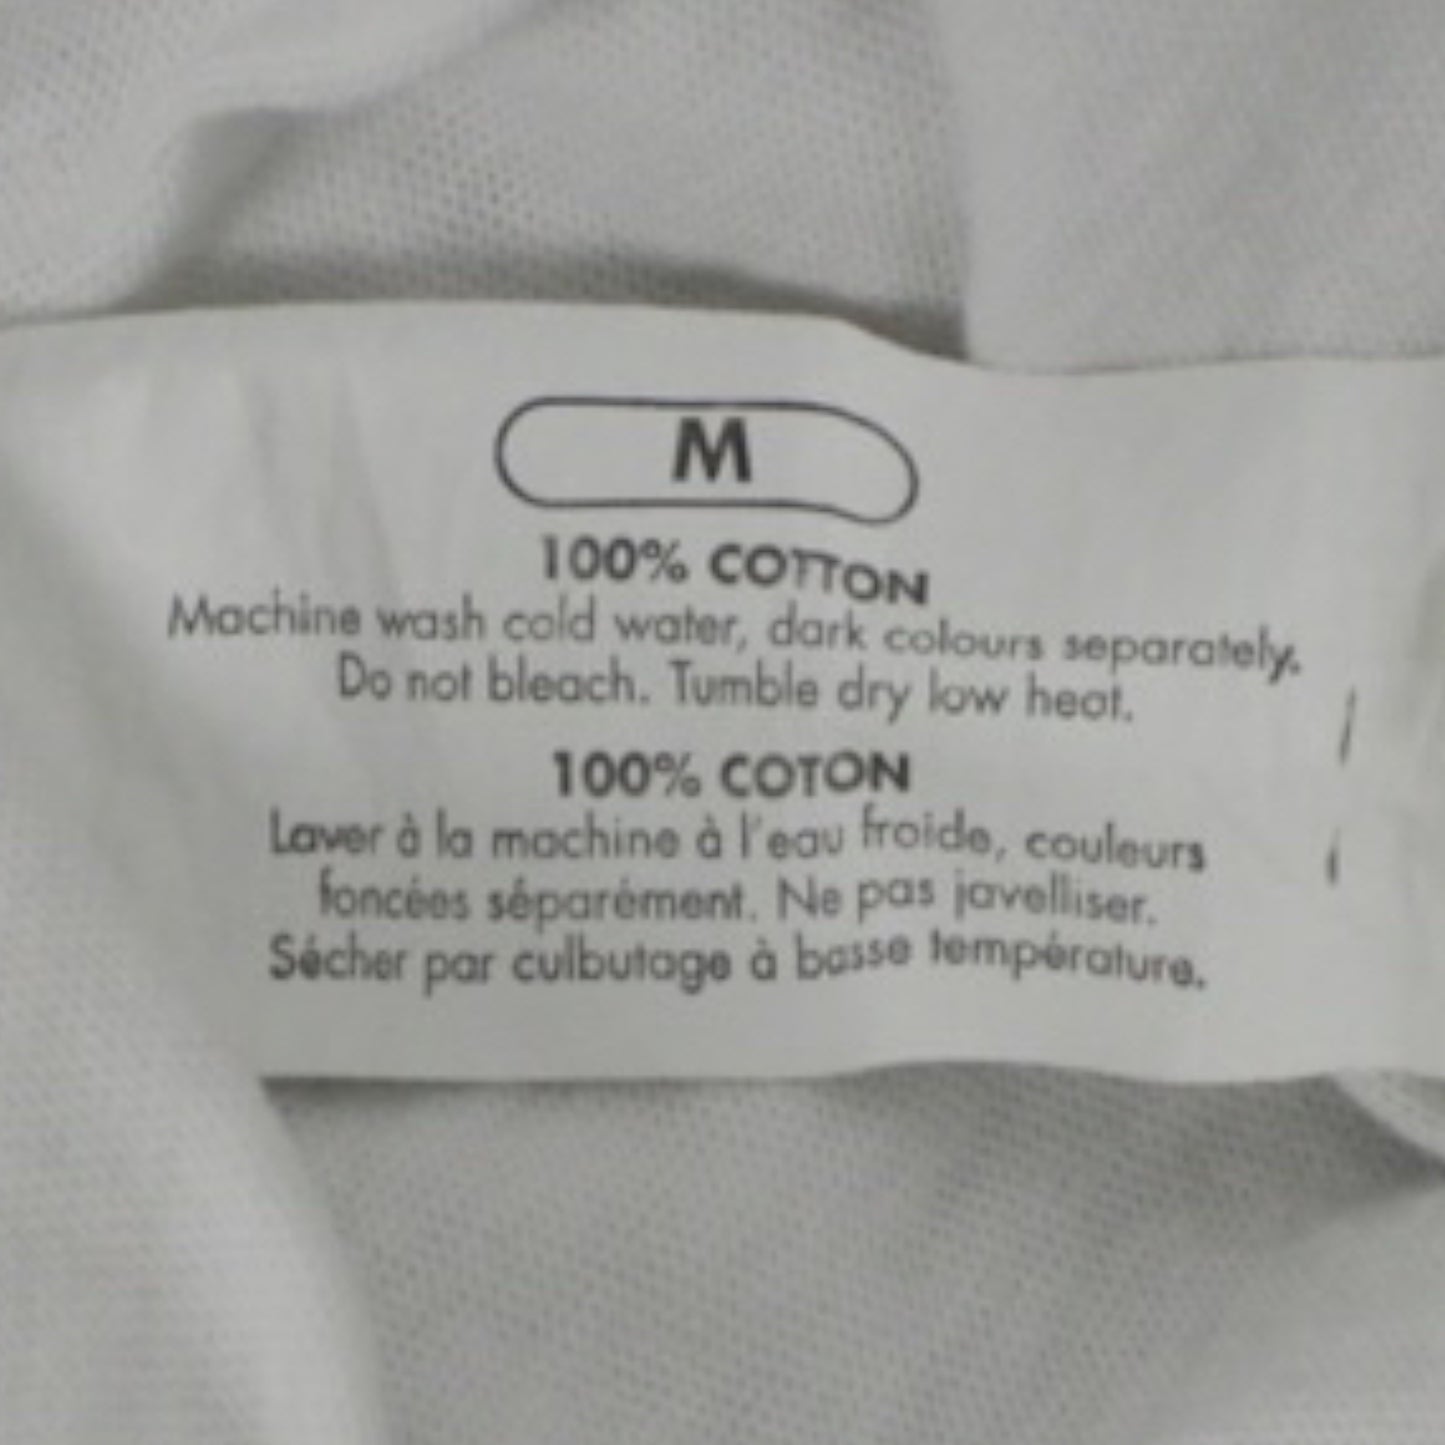 M
100% COTTON
Machine wash cold water, dark colours separately.
Do not bleach. Tumble dry low heat.
100% COTON
Laver à la machine à l'eau froide, couleurs
foncées séparément. Ne pas javelliser.
Sécher par culbutage à basse température.